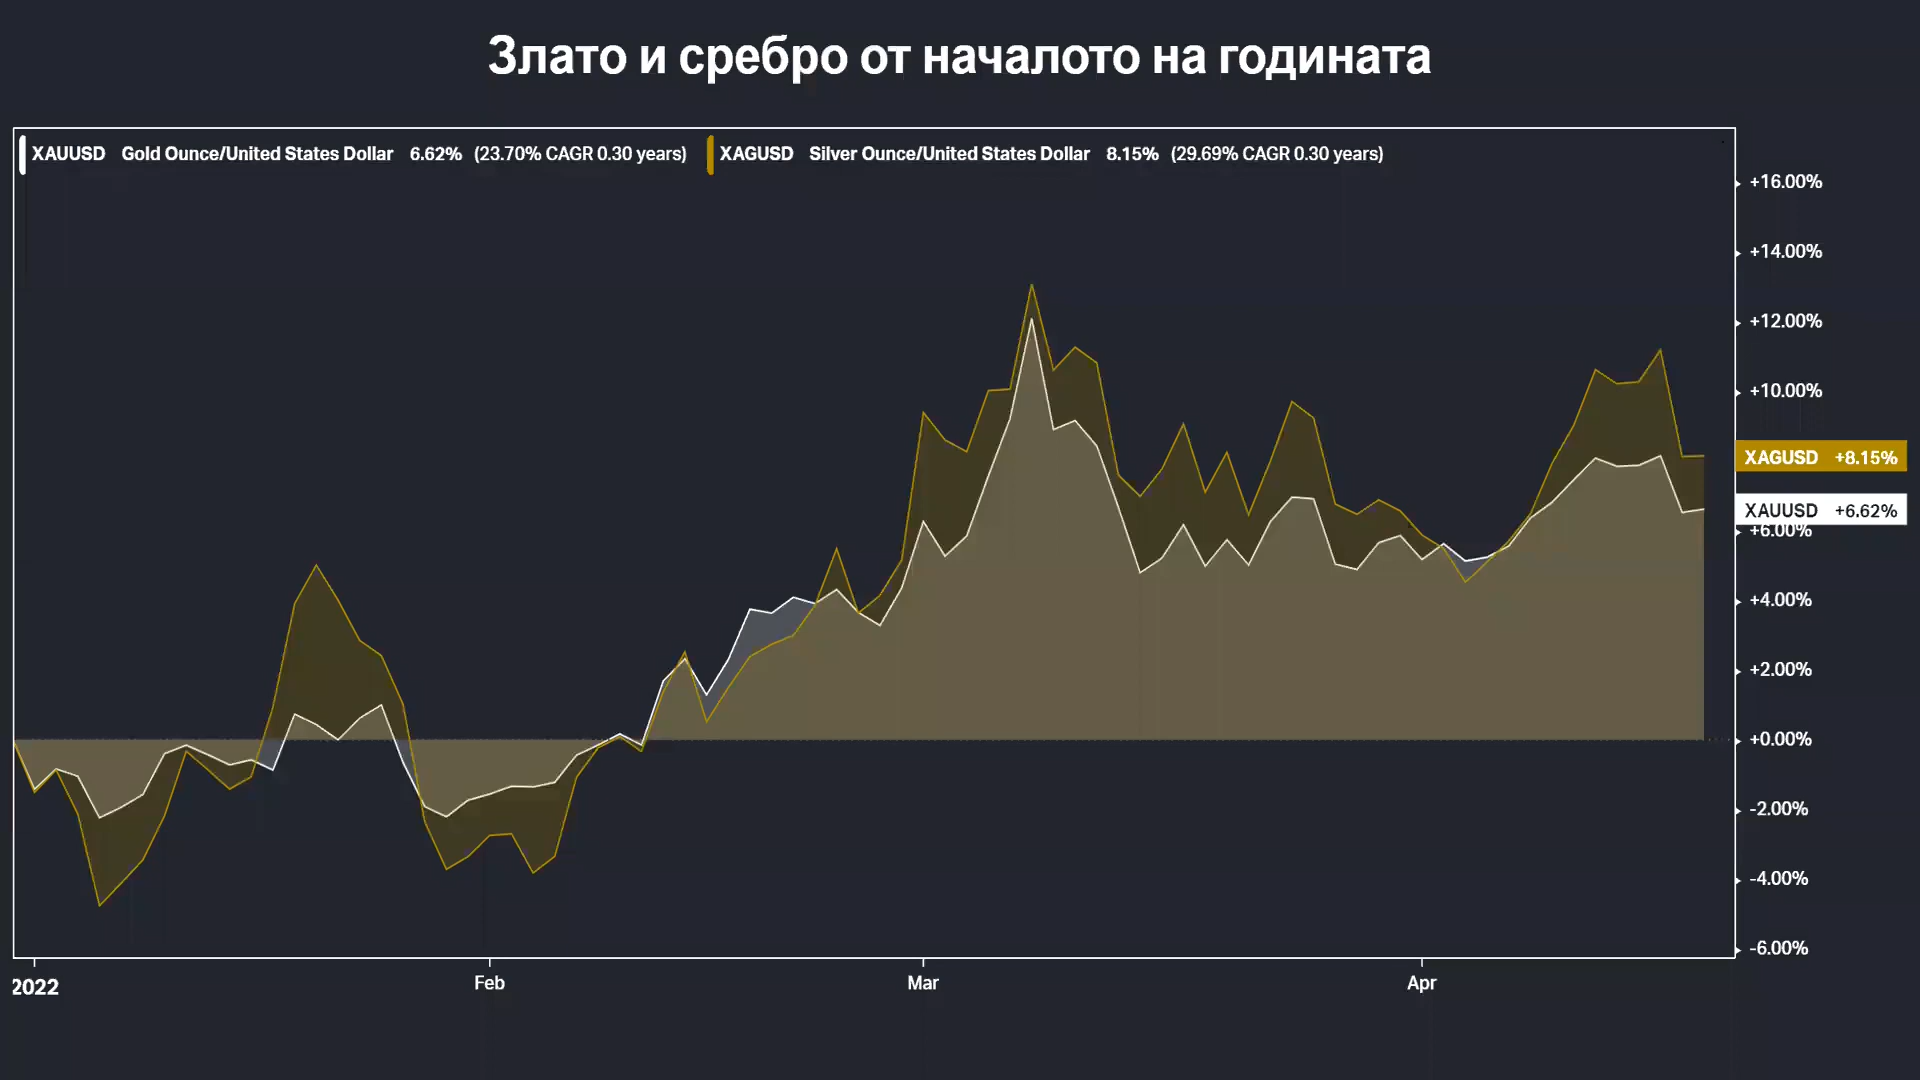 Злато и сребро от началото на годината
XAUUSD Gold Ounce/United States Dollar 6.62% (23.70% CAGR 0.30 years) XAGUSD Silver Ounce/United States Dollar 8.15% (29.69% CAGR 0.30 years)
+16.00%
+14.00%
+12.00%
+10.00%
XAGUSD +8.15%
XAUUSD +6.62%
+6.00%
+4.00%
+2.00%
+0.00%
-2.00%
-4.00%
-6.00%
2022 Feb Mar Apr